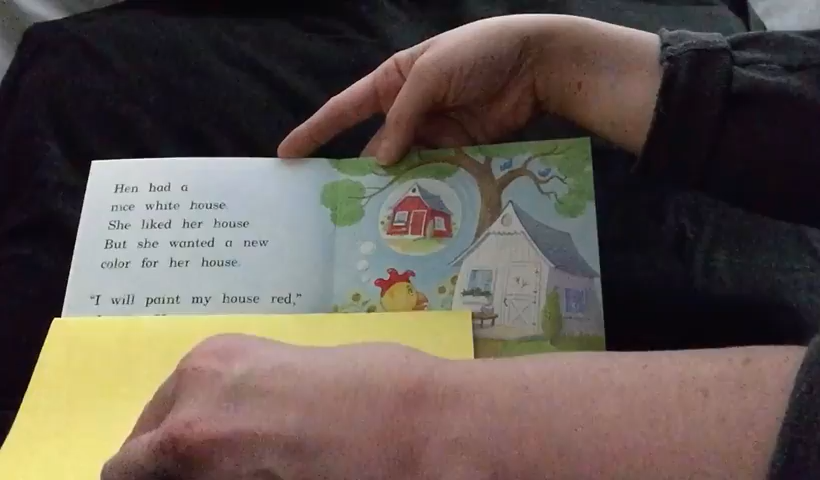 Hen had a
nice white house.
She liked her house
But she wanted a new
color for her house.
"I will paint my house red,"